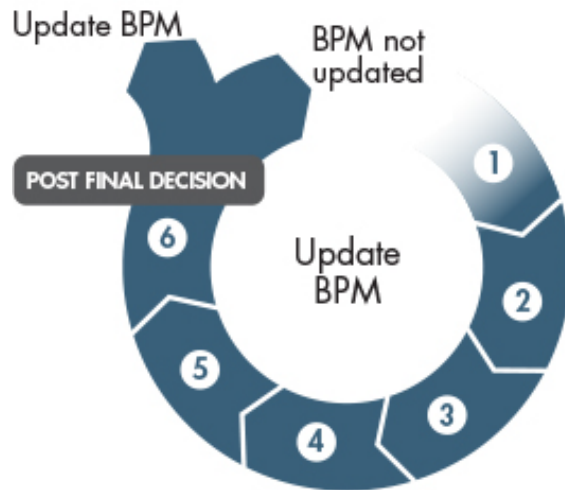 Update BPM
BPM not
updated
1
POST FINAL DECISION
6
Update
BPM
2
5
3
4